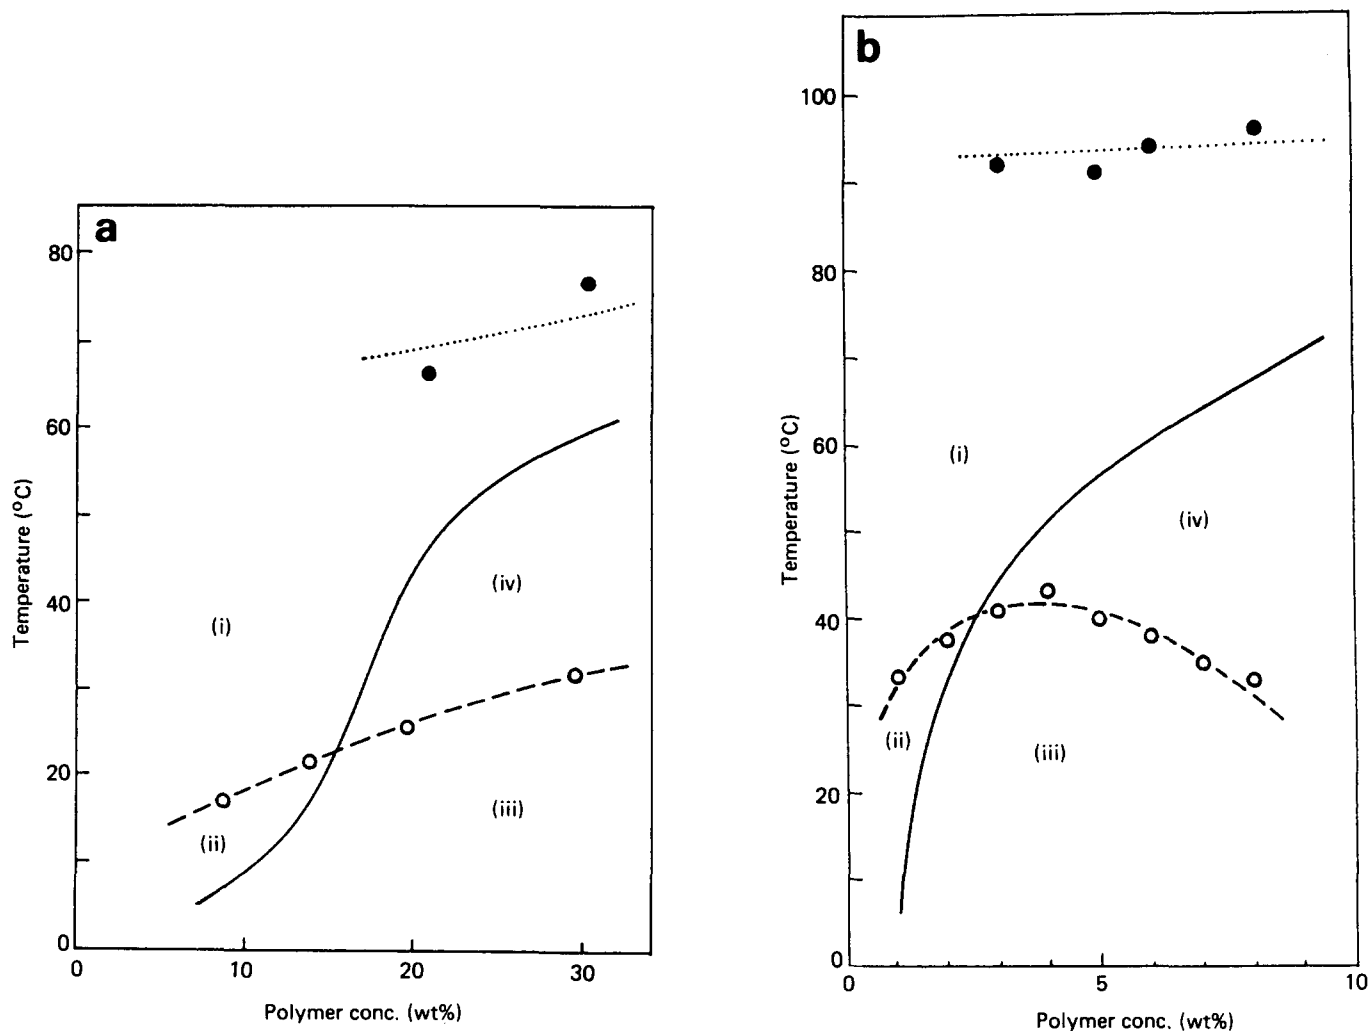 a
80
60
40
20
0
0
10
20
30
Temperature (°C)
Polymer conc. (wt%)
(i)
(ii)
(iii)
(iv)
b
100
80
60
40
20
0
0
5
10
Temperature (°C)
Polymer conc. (wt%)
(i)
(ii)
(iii)
(iv)